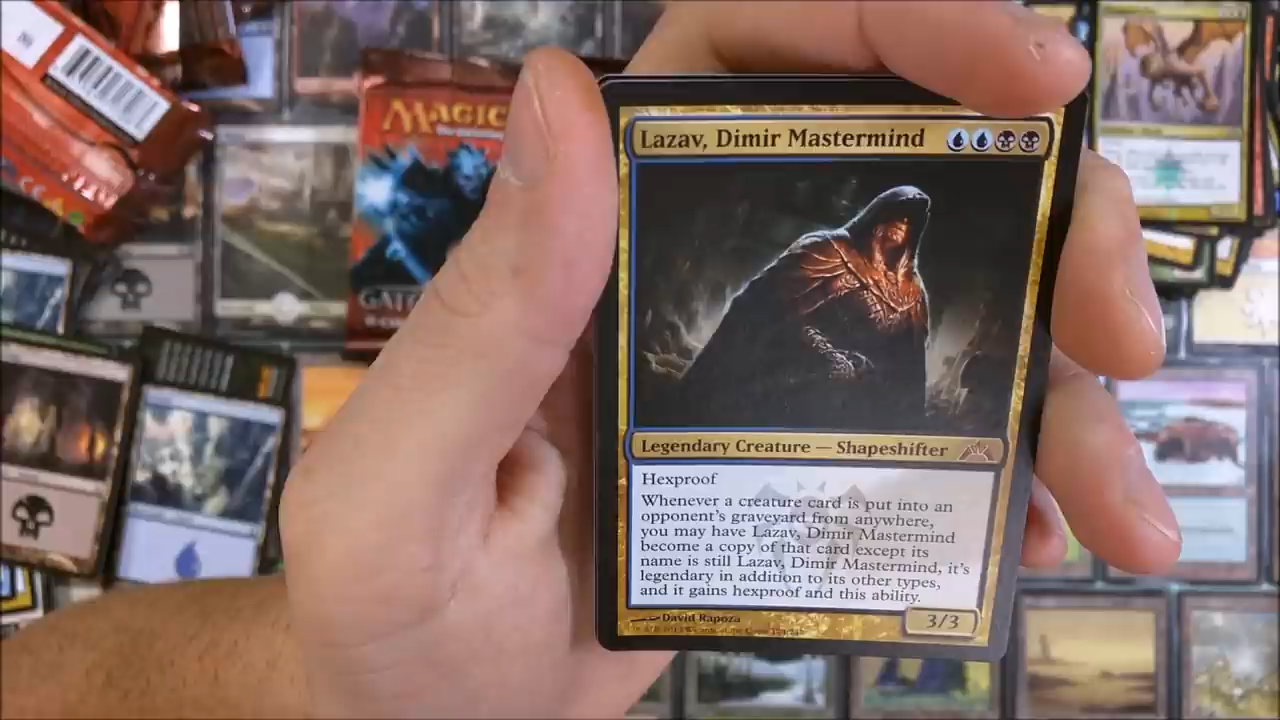 MAGIC
GATE
Lazav, Dimir Mastermind
Legendary Creature — Shapeshifter
Hexproof
Whenever a creature card is put into an
opponent's graveyard from anywhere,
you may have Lazav, Dimir Mastermind
become a copy of that card except its
name is still Lazav, Dimir Mastermind, it's
legendary in addition to its other types,
and it gains hexproof and this ability.
David Rapoza
3/3